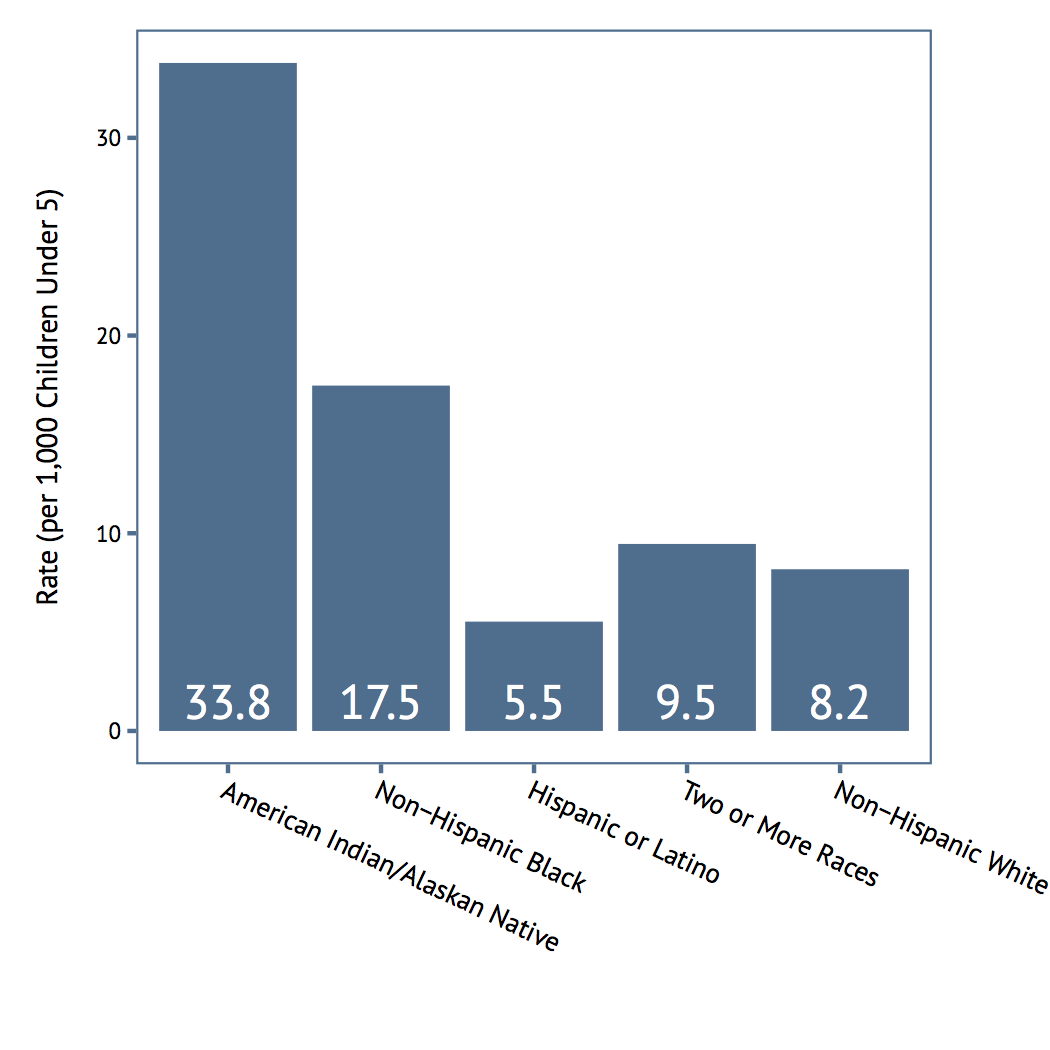 Rate (per 1,000 Children Under 5)
30
20
10
0
33.8
17.5
5.5
9.5
8.2
American Indian/Alaskan Native
Non−Hispanic Black
Hispanic or Latino
Two or More Races
Non−Hispanic White